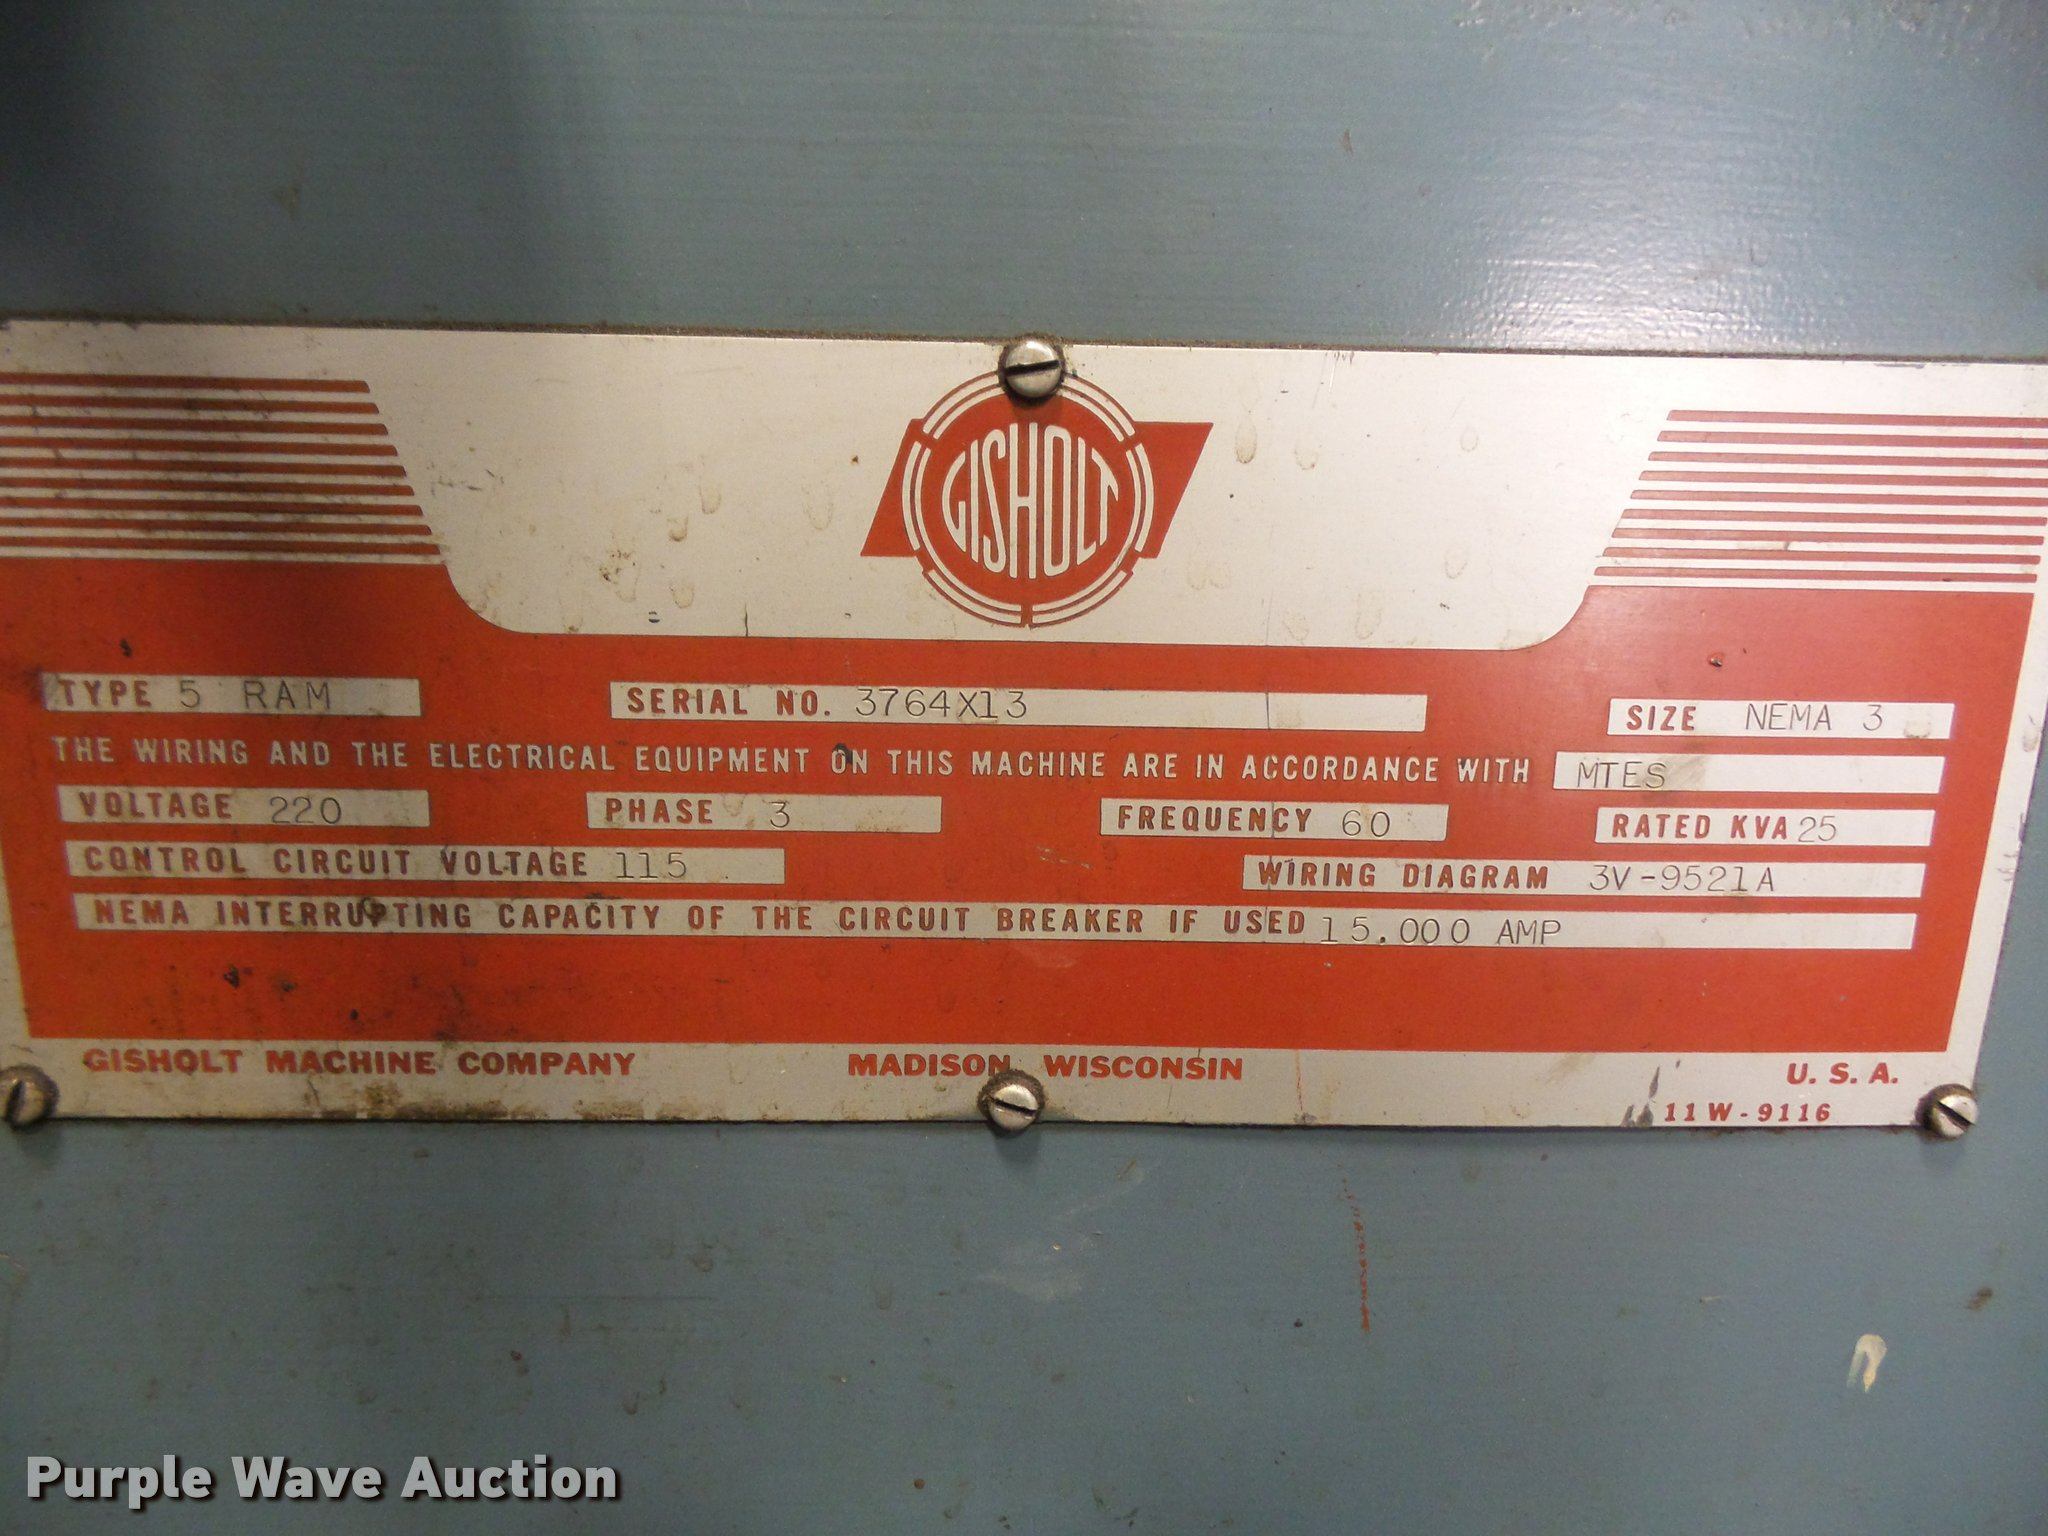 GISHOLT
TYPE 5 RAM SERIAL NO. 3764X13 SIZE NEMA 3
THE WIRING AND THE ELECTRICAL EQUIPMENT ON THIS MACHINE ARE IN ACCORDANCE WITH MTES
VOLTAGE 220 PHASE 3 FREQUENCY 60 RATED KVA 25
CONTROL CIRCUIT VOLTAGE 115 WIRING DIAGRAM 3V-9521A
NEMA INTERRUPTING CAPACITY OF THE CIRCUIT BREAKER IF USED 15.000 AMP
GISHOLT MACHINE COMPANY MADISON, WISCONSIN U. S. A.
11W-9116
Purple Wave Auction